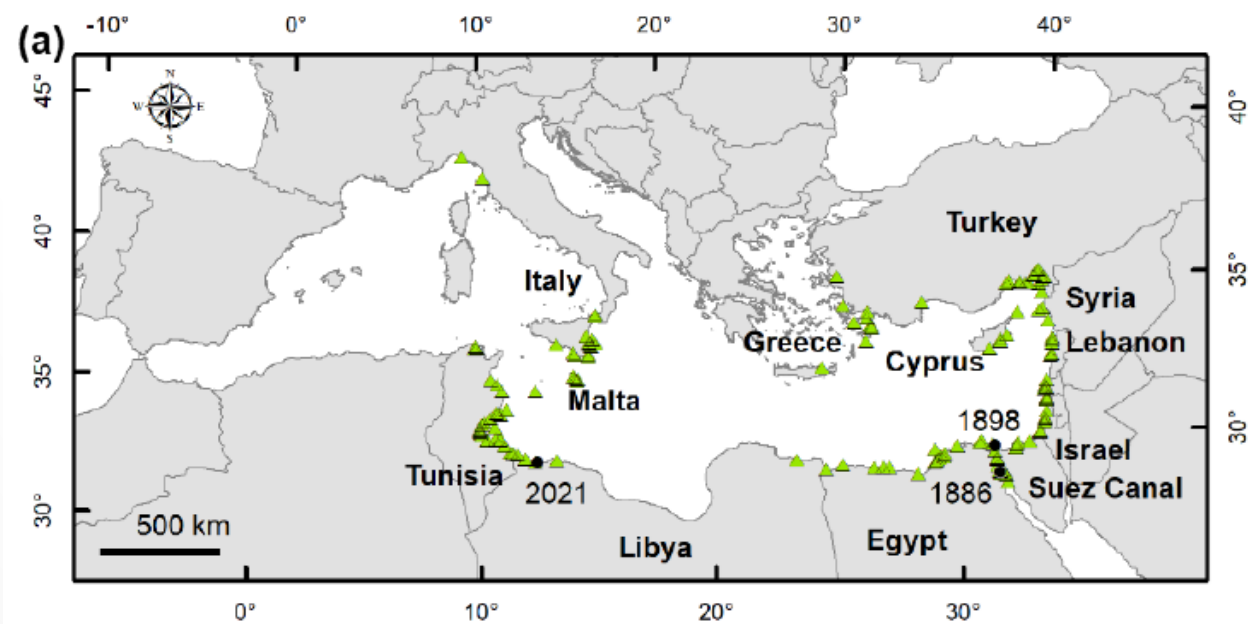 (a)
-10° 0° 10° 20° 30° 40°
N
W E
S
45° 40°
40° 35°
35° 30°
30°
Turkey
Italy
Syria
Greece
Lebanon
Cyprus
Malta
1898
Israel
Tunisia
2021
1886
Suez Canal
500 km
Libya
Egypt
0° 10° 20° 30°